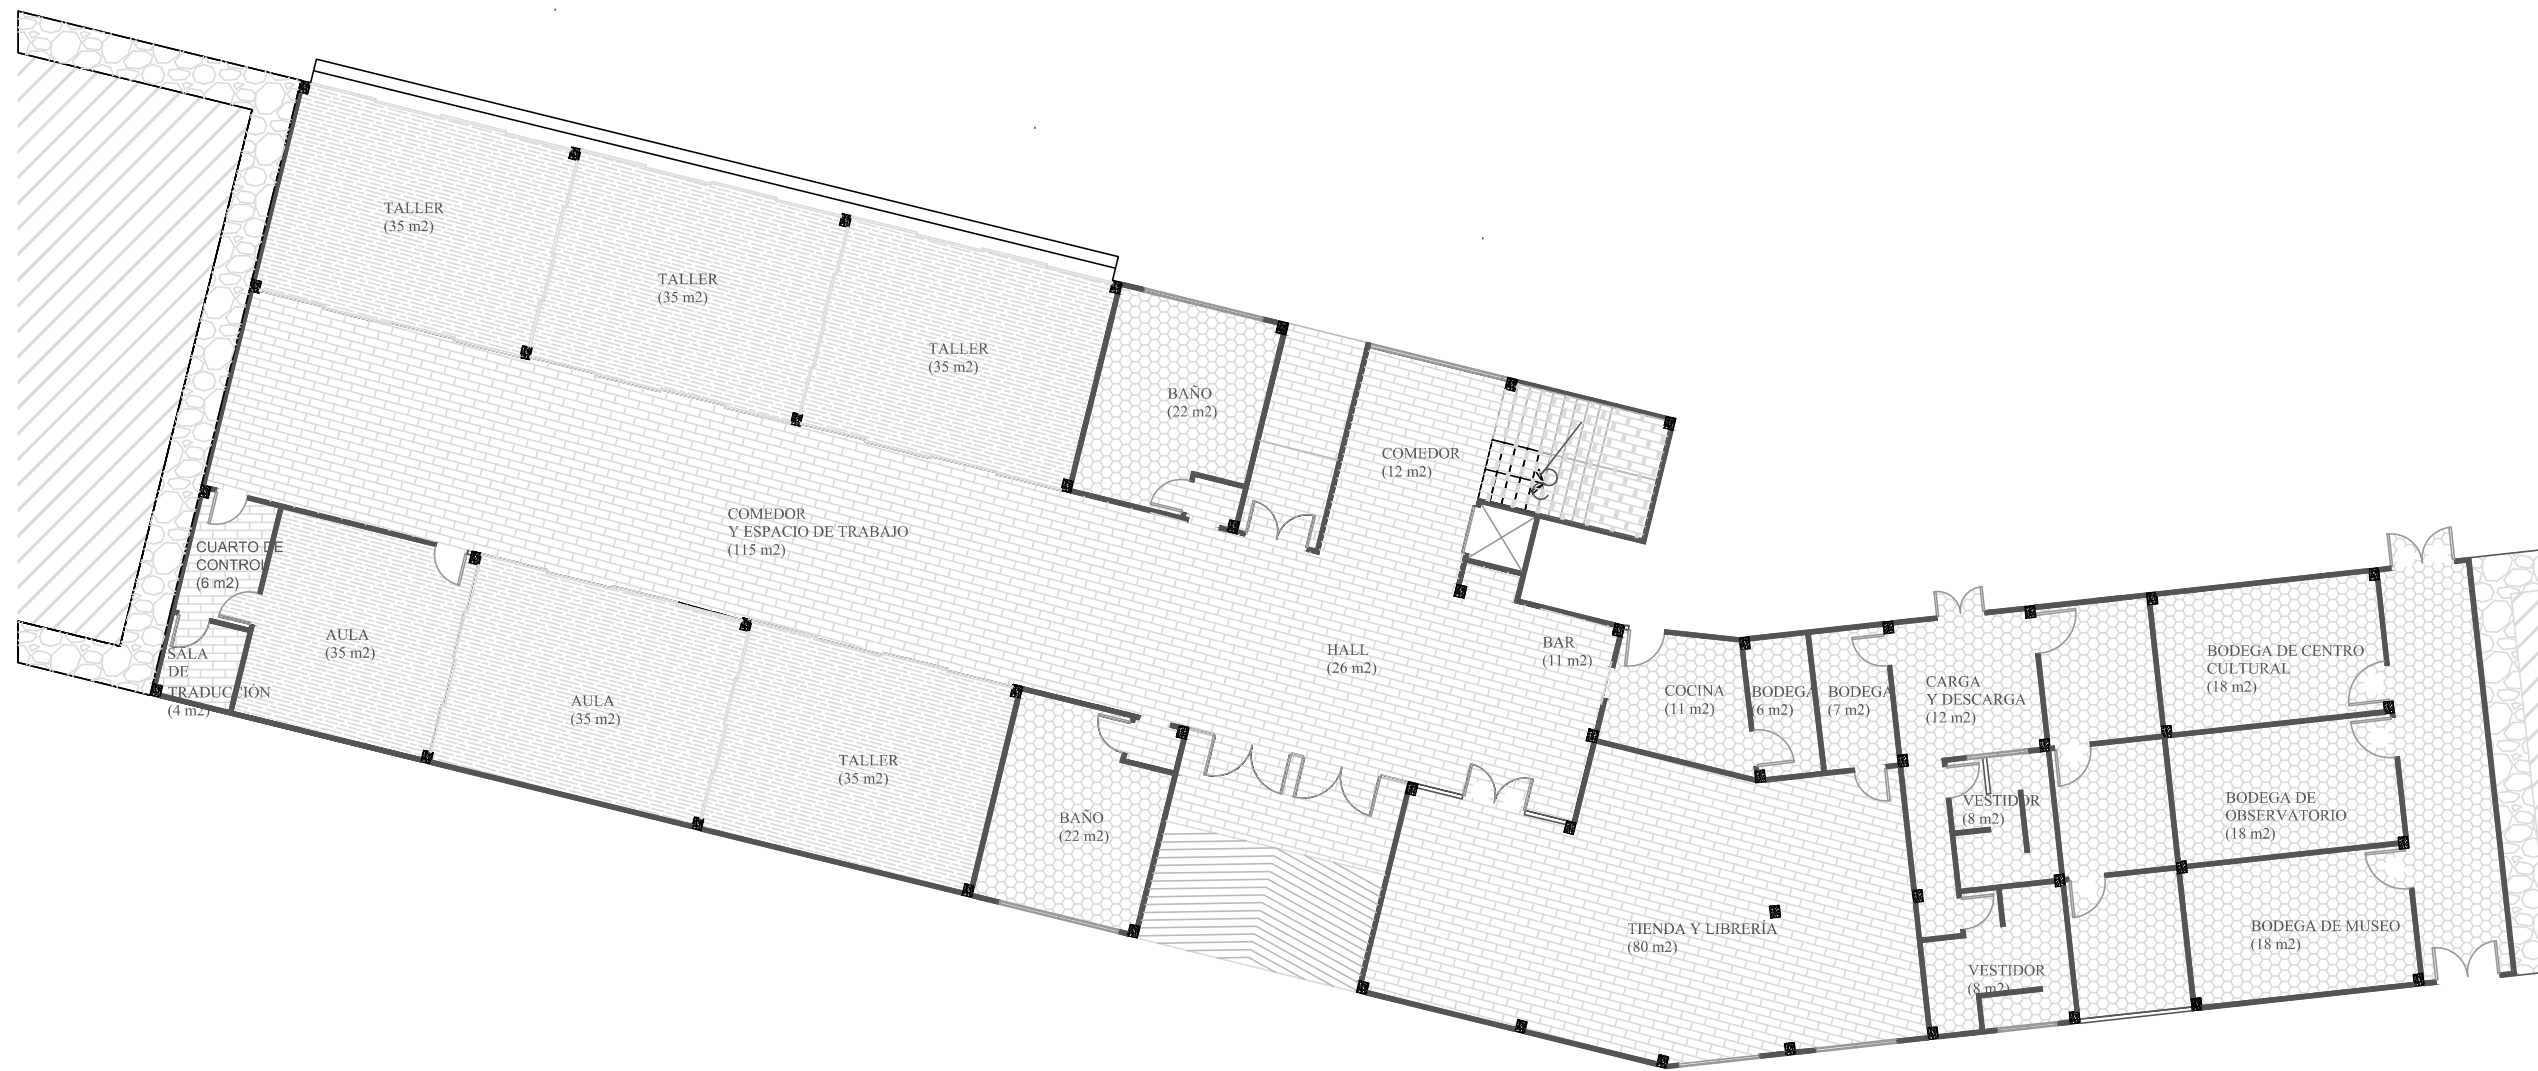 TALLER
(35 m2)
TALLER
(35 m2)
TALLER
(35 m2)
BAÑO
(22 m2)
COMEDOR
(12 m2)
COMEDOR
Y ESPACIO DE TRABAJO
(115 m2)
CUARTO DE
CONTROL
(6 m2)
SALA
DE
TRADUCCIÓN
(4 m2)
AULA
(35 m2)
AULA
(35 m2)
TALLER
(35 m2)
BAÑO
(22 m2)
HALL
(26 m2)
BAR
(11 m2)
COCINA
(11 m2)
BODEGA
(6 m2)
BODEGA
(7 m2)
CARGA
Y DESCARGA
(12 m2)
VESTIDOR
(8 m2)
VESTIDOR
(8 m2)
TIENDA Y LIBRERÍA
(80 m2)
BODEGA DE CENTRO
CULTURAL
(18 m2)
BODEGA DE
OBSERVATORIO
(18 m2)
BODEGA DE MUSEO
(18 m2)